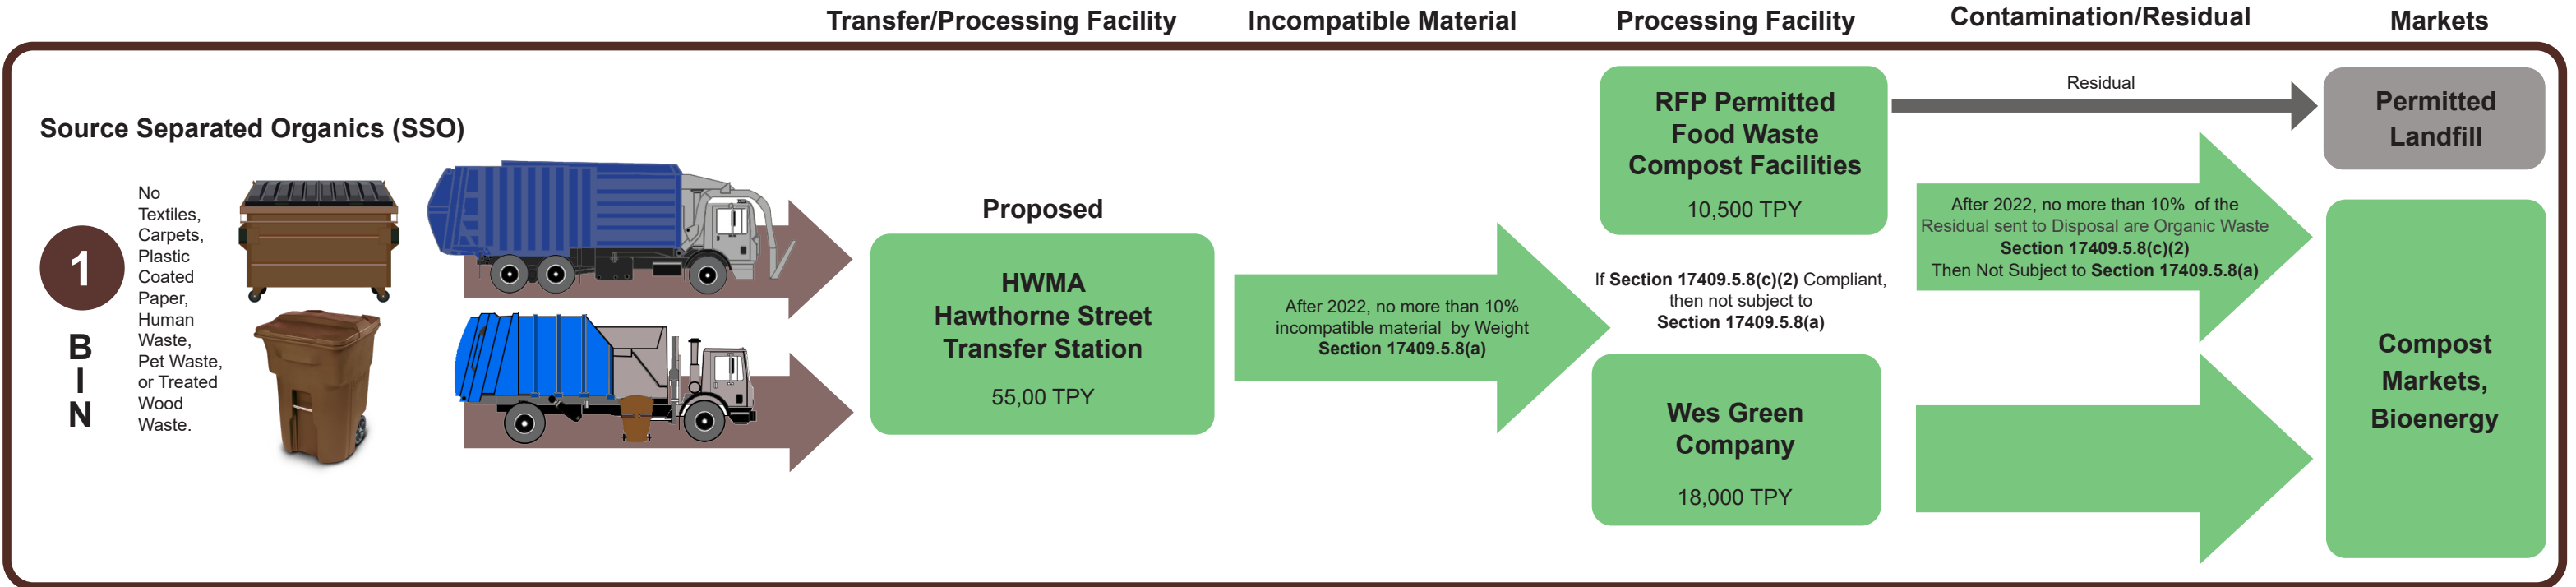 Transfer/Processing Facility
Incompatible Material
Processing Facility
Contamination/Residual
Markets
Source Separated Organics (SSO)
1
B
I
N
No
Textiles,
Carpets,
Plastic
Coated
Paper,
Human
Waste,
Pet Waste,
or Treated
Wood
Waste.
Proposed
HWMA
Hawthorne Street
Transfer Station
55,00 TPY
After 2022, no more than 10%
incompatible material by Weight
Section 17409.5.8(a)
RFP Permitted
Food Waste
Compost Facilities
10,500 TPY
If Section 17409.5.8(c)(2) Compliant,
then not subject to
Section 17409.5.8(a)
Wes Green
Company
18,000 TPY
Residual
After 2022, no more than 10% of the
Residual sent to Disposal are Organic Waste
Section 17409.5.8(c)(2)
Then Not Subject to Section 17409.5.8(a)
Permitted
Landfill
Compost
Markets,
Bioenergy